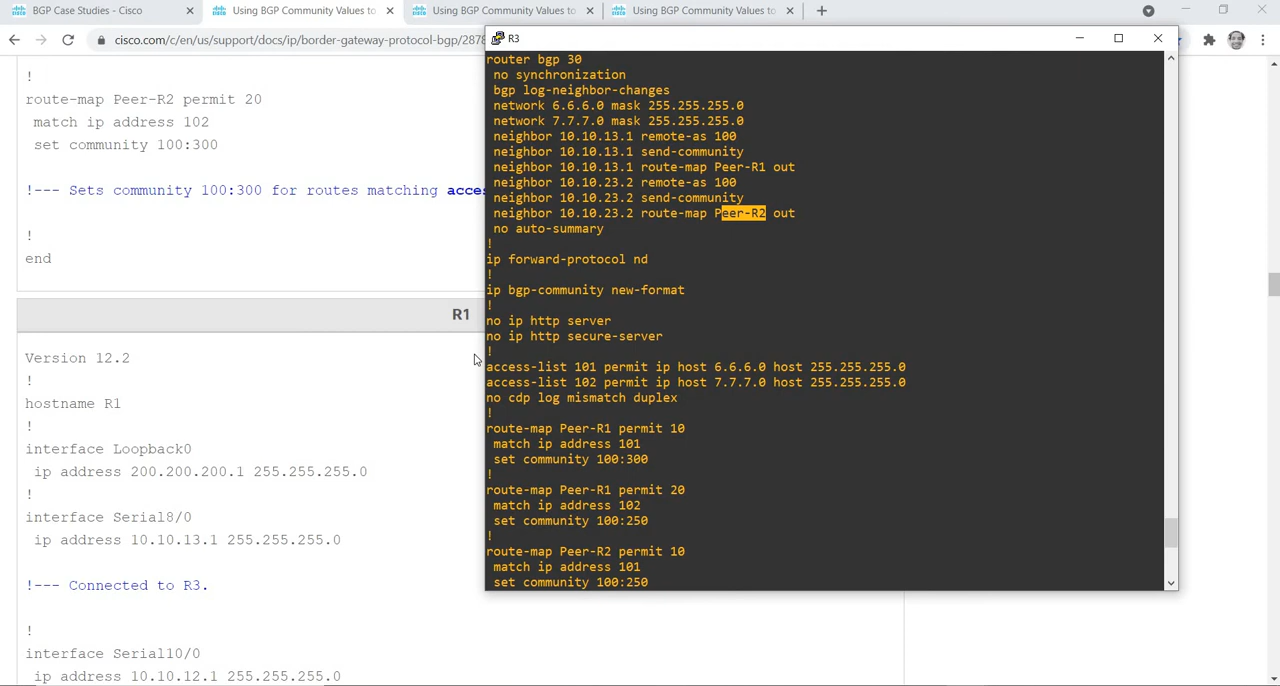 BGP Case Studies - Cisco
Using BGP Community Values to
Using BGP Community Values to
Using BGP Community Values to
cisco.com/c/en/us/support/docs/ip/border-gateway-protocol-bgp/2878
!
route-map Peer-R2 permit 20
match ip address 102
set community 100:300
!--- Sets community 100:300 for routes matching acces
!
end
R1
Version 12.2
!
hostname R1
!
interface Loopback0
ip address 200.200.200.1 255.255.255.0
!
interface Serial8/0
ip address 10.10.13.1 255.255.255.0
!--- Connected to R3.
!
interface Serial10/0
ip address 10.10.12.1 255.255.255.0
R3
router bgp 30
no synchronization
bgp log-neighbor-changes
network 6.6.6.0 mask 255.255.255.0
network 7.7.7.0 mask 255.255.255.0
neighbor 10.10.13.1 remote-as 100
neighbor 10.10.13.1 send-community
neighbor 10.10.13.1 route-map Peer-R1 out
neighbor 10.10.23.2 remote-as 100
neighbor 10.10.23.2 send-community
neighbor 10.10.23.2 route-map Peer-R2 out
no auto-summary
!
ip forward-protocol nd
!
ip bgp-community new-format
!
no ip http server
no ip http secure-server
!
access-list 101 permit ip host 6.6.6.0 host 255.255.255.0
access-list 102 permit ip host 7.7.7.0 host 255.255.255.0
no cdp log mismatch duplex
!
route-map Peer-R1 permit 10
match ip address 101
set community 100:300
!
route-map Peer-R1 permit 20
match ip address 102
set community 100:250
!
route-map Peer-R2 permit 10
match ip address 101
set community 100:250